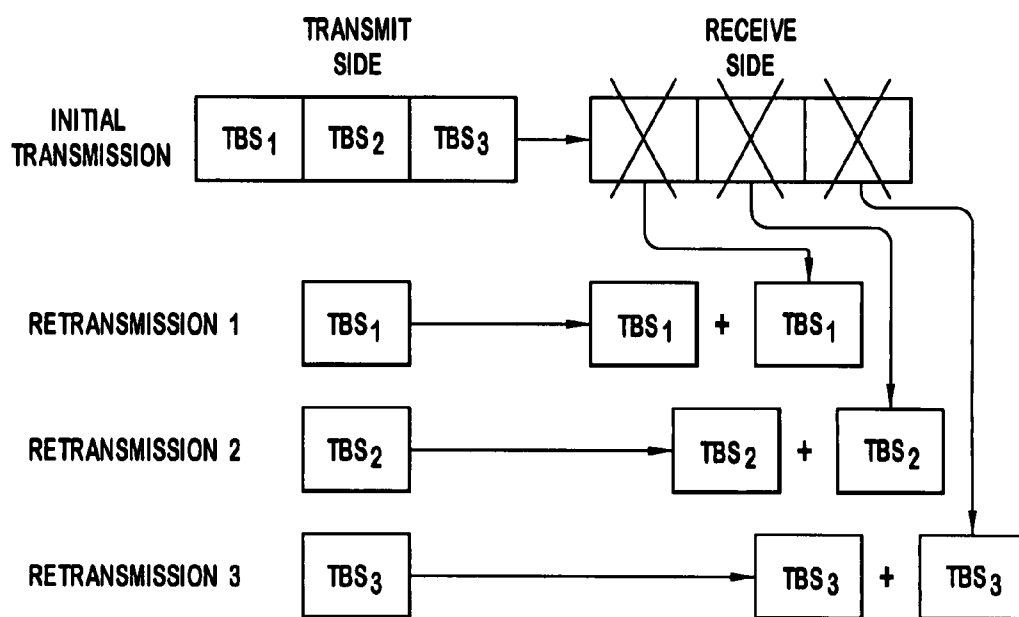 TRANSMIT SIDE
RECEIVE SIDE
INITIAL TRANSMISSION
TBS1 TBS2 TBS3
RETRANSMISSION 1 TBS1 TBS1 + TBS1
RETRANSMISSION 2 TBS2 TBS2 + TBS2
RETRANSMISSION 3 TBS3 TBS3 + TBS3